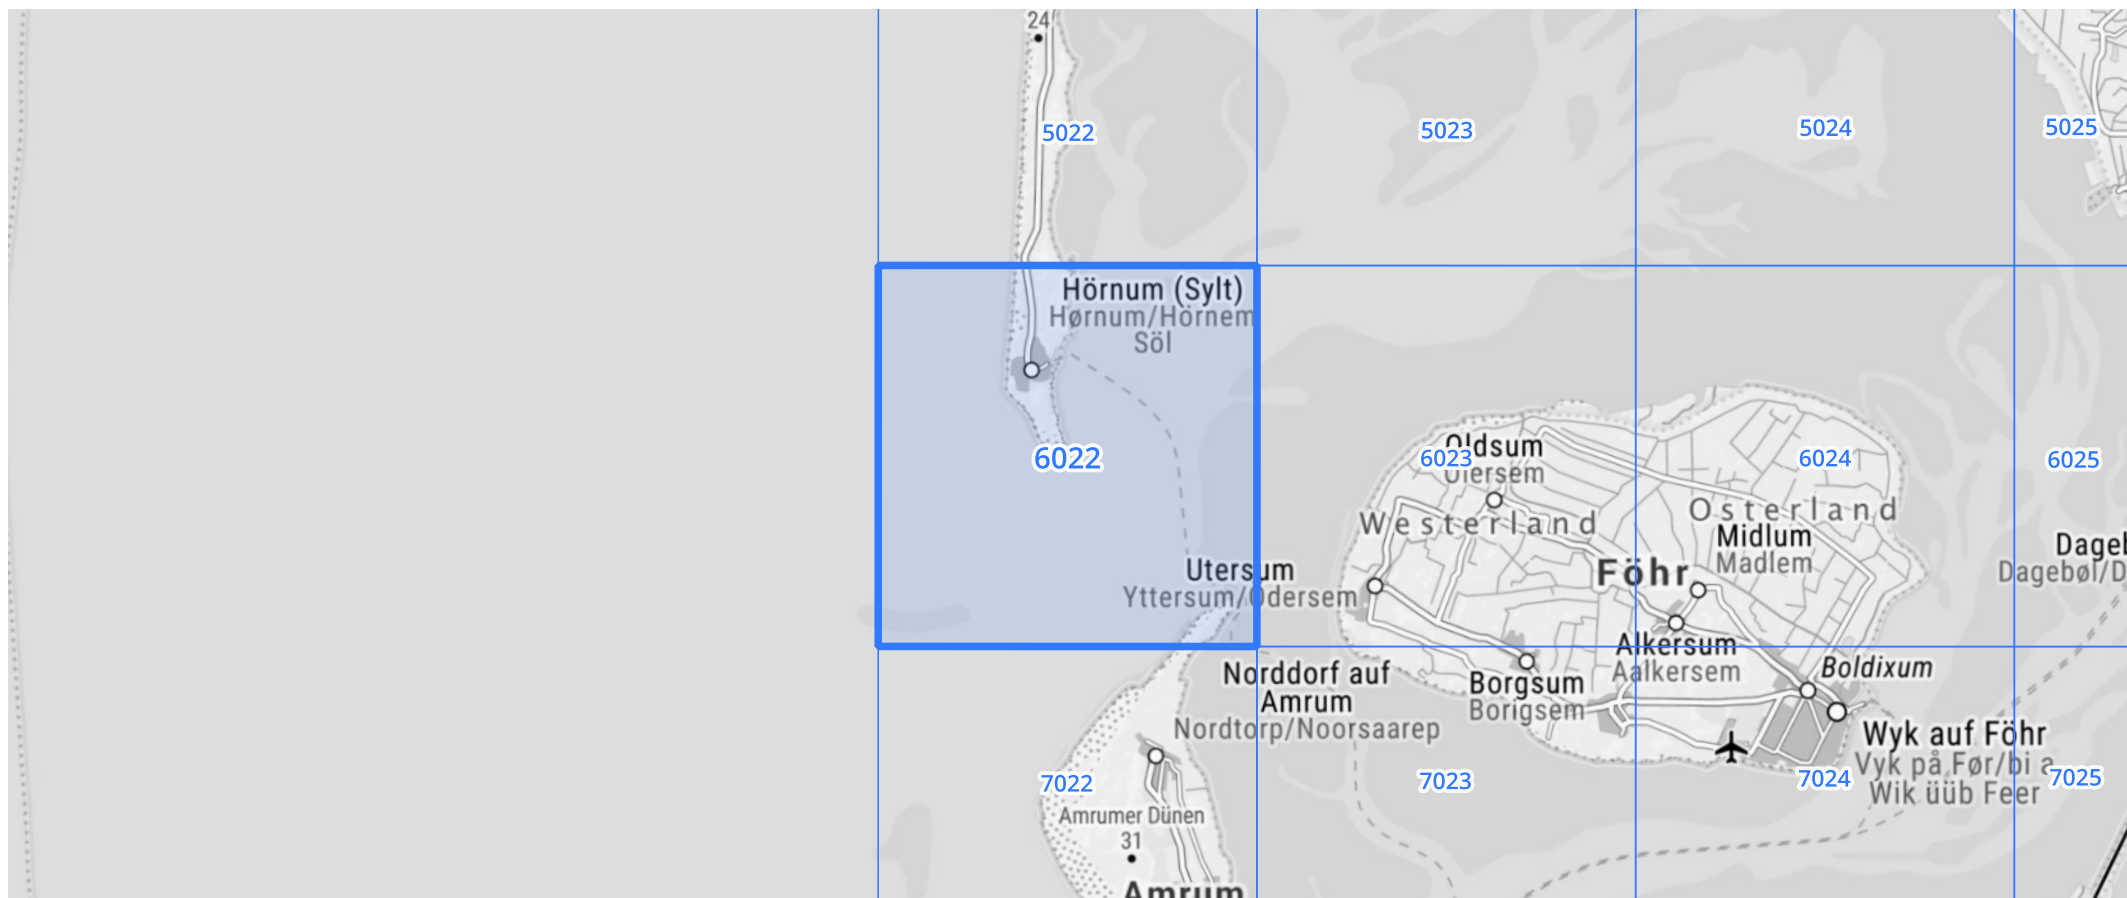 24
5022
5023
5024
5025
Hörnum (Sylt)
Hørnum/Hörnem
Söl
6022
Oldsum
6023
Olersem
6024
6025
Westerland
Osterland
Midlum
Madlem
Föhr
Utersum
Yttersum/Odersem
Dageb
Dagebøl/D
Alkersum
Aalkersem
Boldixum
Norddorf auf
Amrum
Nordtorp/Noorsaarep
Borgsum
Borigsem
Wyk auf Föhr
Vyk på Før/bi a
Wik üüb Feer
7022
7023
7024
7025
Amrumer Dünen
31
Amrum